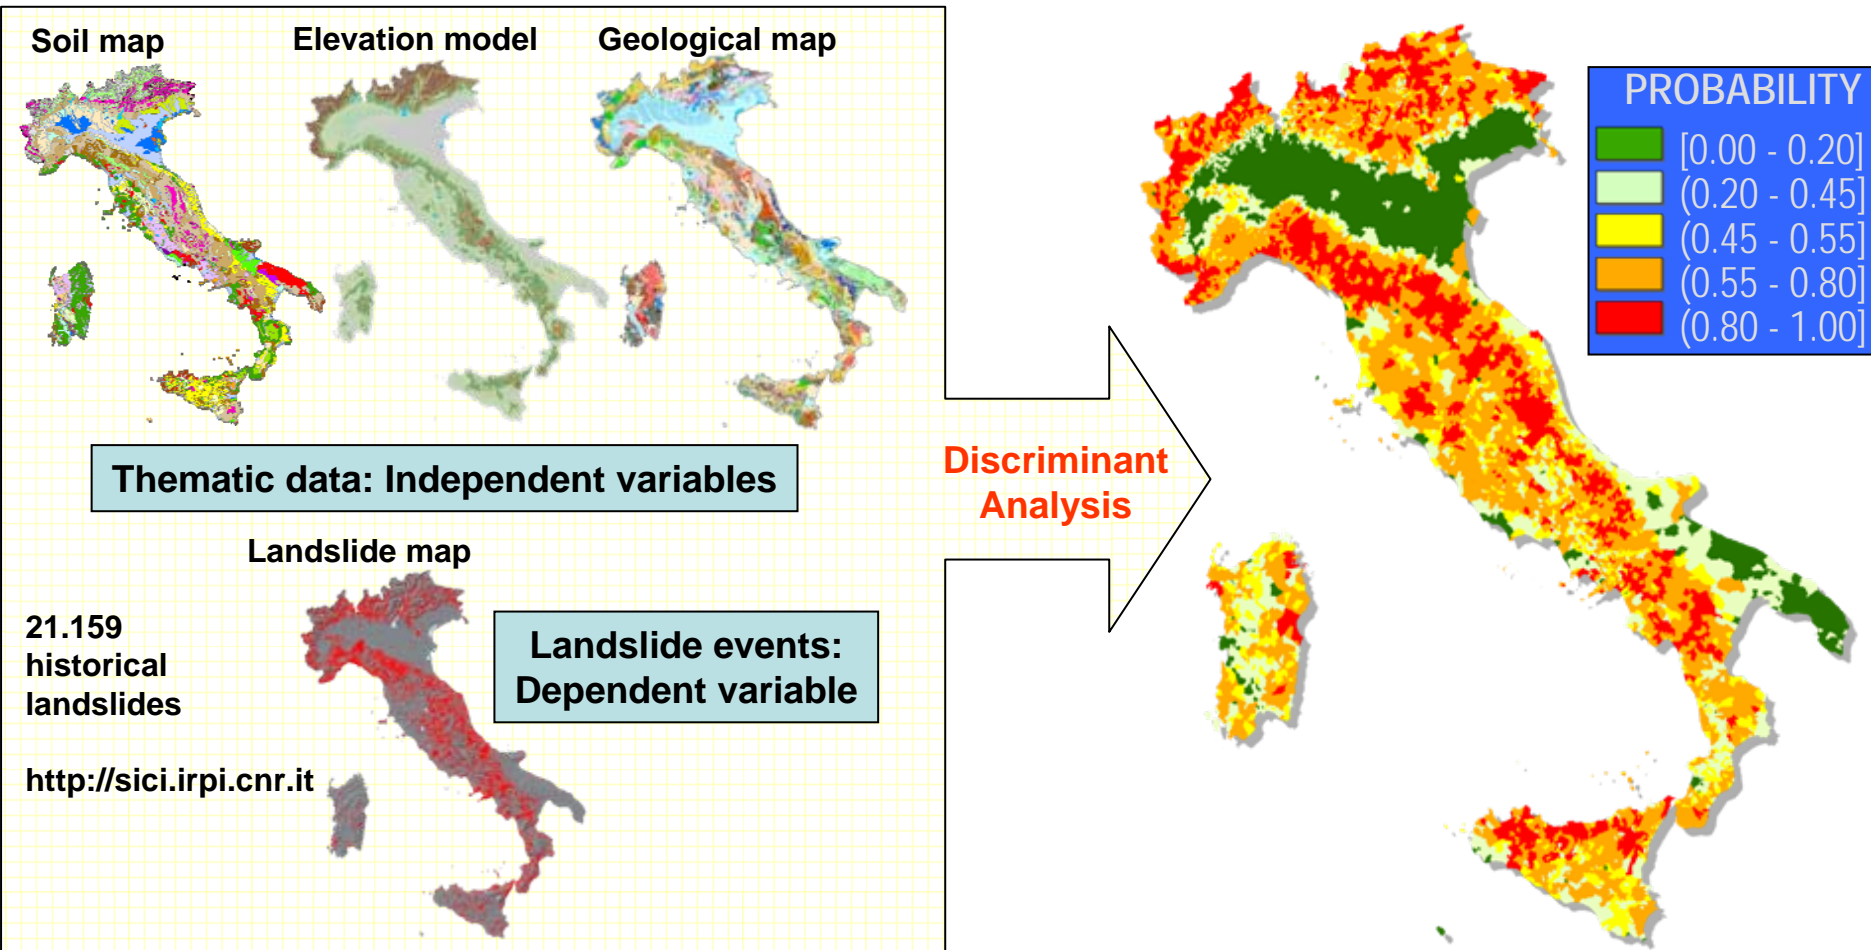 Soil map
Elevation model
Geological map
Thematic data: Independent variables
Landslide map
21.159
historical
landslides
http://sici.irpi.cnr.it
Landslide events:
Dependent variable
Discriminant
Analysis
PROBABILITY
[0.00 - 0.20]
(0.20 - 0.45]
(0.45 - 0.55]
(0.55 - 0.80]
(0.80 - 1.00]